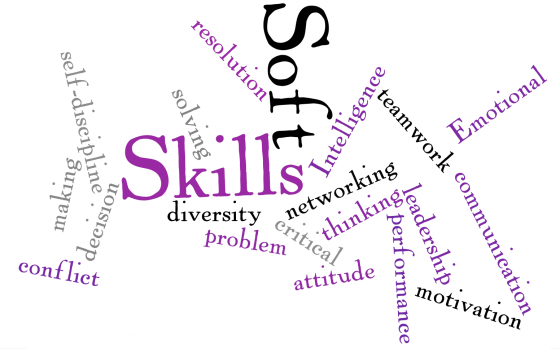 Soft
resolution
self-discipline
solving
Intelligence
teamwork
Emotional
Skills
making
decision
diversity
networking
thinking
leadership
communication
problem
critical
performance
conflict
attitude
motivation